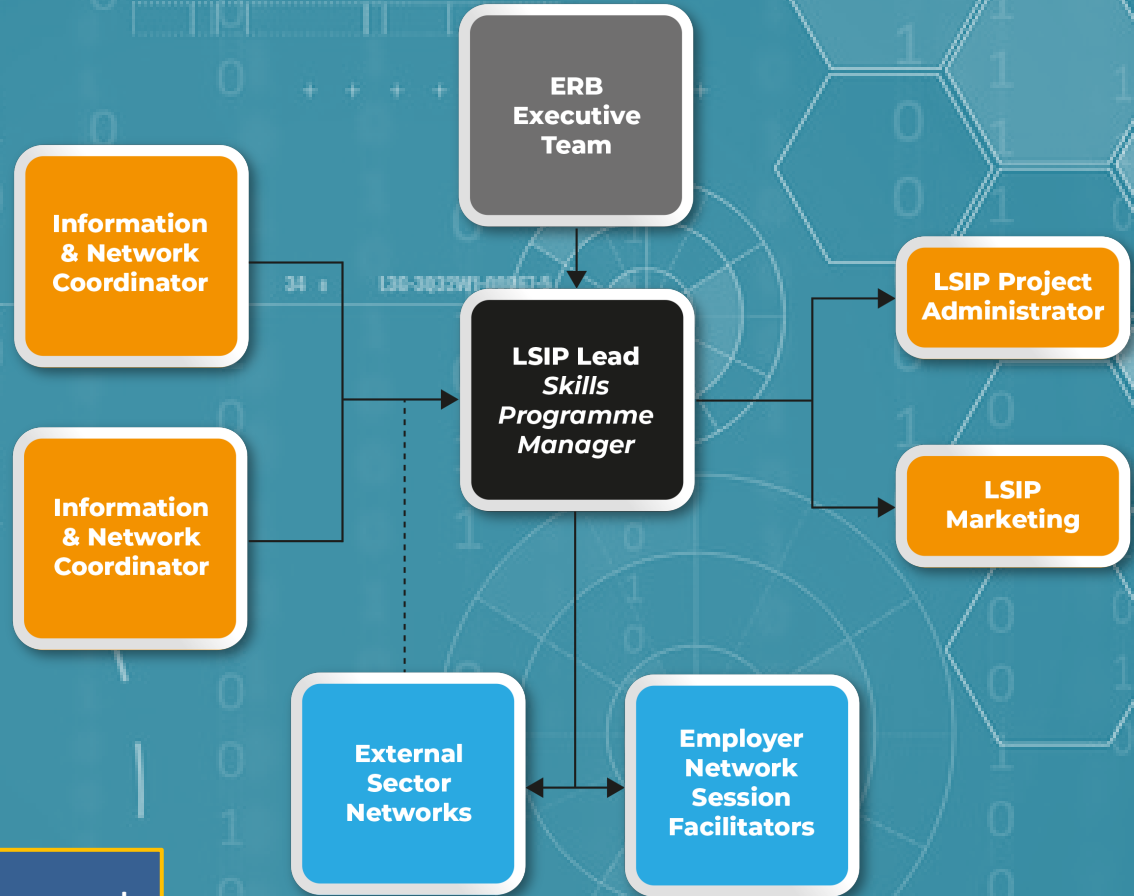 ERB
Executive
Team
Information
& Network
Coordinator
LSIP Project
Administrator
LSIP Lead
Skills
Programme
Manager
Information
& Network
Coordinator
LSIP
Marketing
External
Sector
Networks
Employer
Network
Session
Facilitators